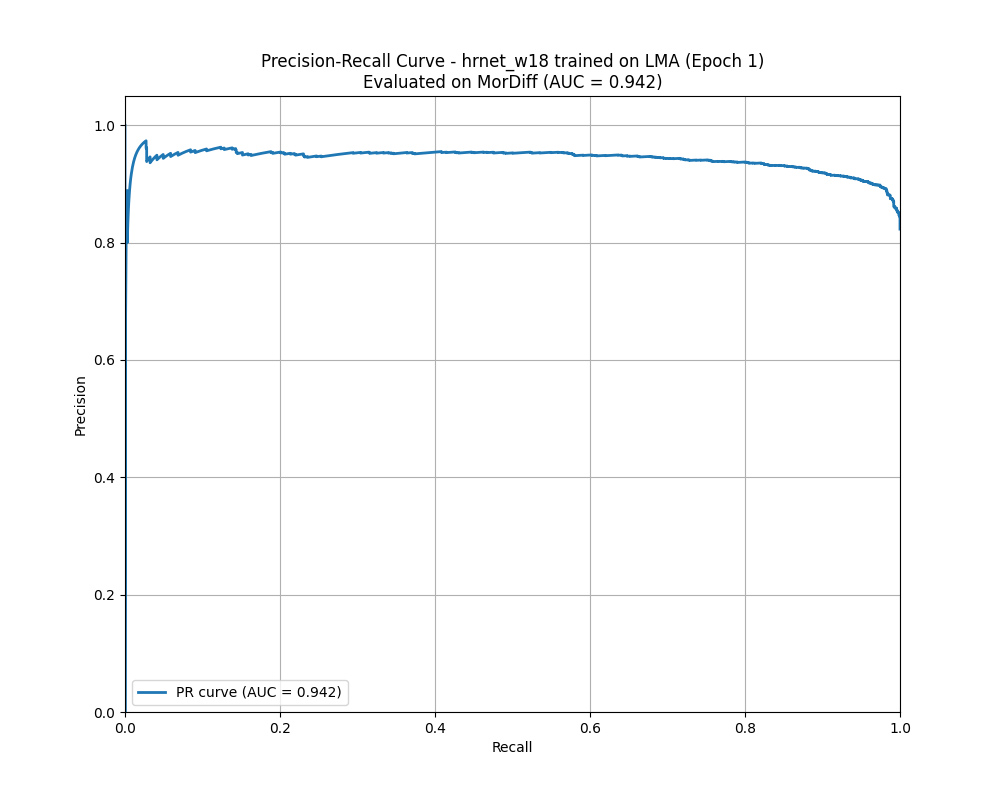 Precision-Recall Curve - hrnet_w18 trained on LMA (Epoch 1)
Evaluated on MorDiff (AUC = 0.942)
1.0
0.8
0.6
0.4
0.2
0.0
Precision
PR curve (AUC = 0.942)
0.0 0.2 0.4 0.6 0.8 1.0
Recall